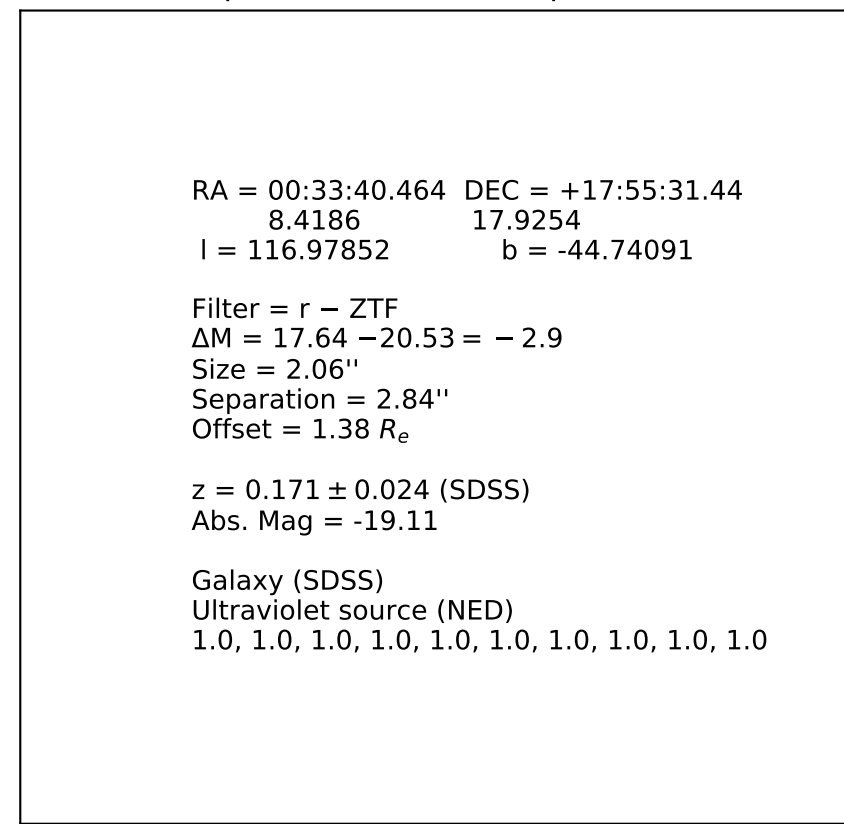 RA = 00:33:40.464 DEC = +17:55:31.44
8.4186 17.9254
l = 116.97852 b = -44.74091
Filter = r − ZTF
ΔM = 17.64 −20.53 = − 2.9
Size = 2.06''
Separation = 2.84''
Offset = 1.38 Re
z = 0.171 ± 0.024 (SDSS)
Abs. Mag = -19.11
Galaxy (SDSS)
Ultraviolet source (NED)
1.0, 1.0, 1.0, 1.0, 1.0, 1.0, 1.0, 1.0, 1.0, 1.0